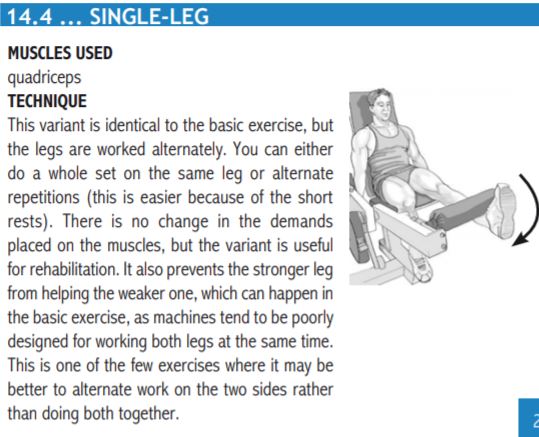 14.4 ... SINGLE-LEG
MUSCLES USED
quadriceps
TECHNIQUE
This variant is identical to the basic exercise, but
the legs are worked alternately. You can either
do a whole set on the same leg or alternate
repetitions (this is easier because of the short
rests). There is no change in the demands
placed on the muscles, but the variant is useful
for rehabilitation. It also prevents the stronger leg
from helping the weaker one, which can happen in
the basic exercise, as machines tend to be poorly
designed for working both legs at the same time.
This is one of the few exercises where it may be
better to alternate work on the two sides rather
than doing both together.